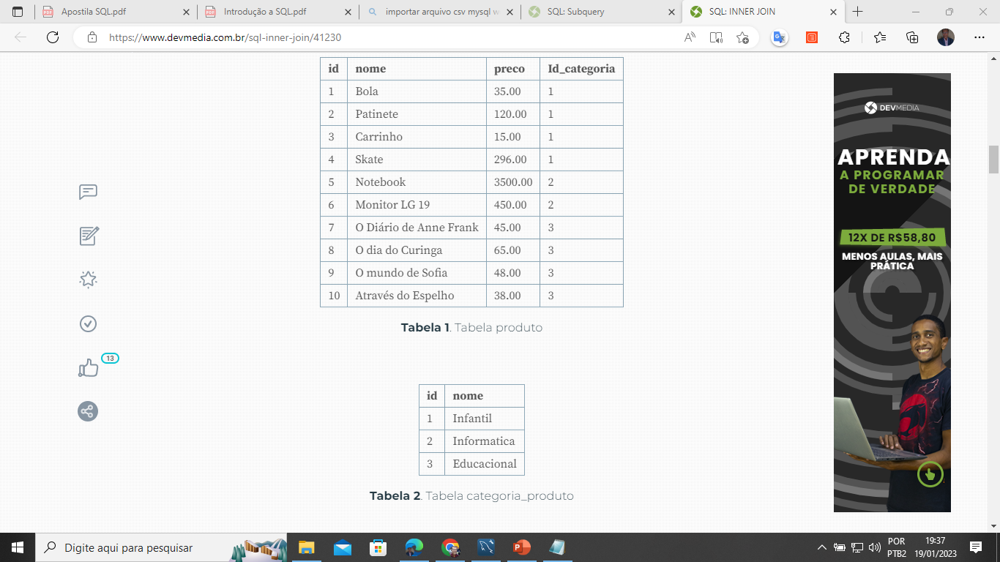 Apostila SQL.pdf
Introdução a SQL.pdf
importar arquivo csv mysql w
SQL: Subquery
SQL: INNER JOIN
https://www.devmedia.com.br/sql-inner-join/41230
id nome preco Id_categoria
1 Bola 35.00 1
2 Patinete 120.00 1
3 Carrinho 15.00 1
4 Skate 296.00 1
5 Notebook 3500.00 2
6 Monitor LG 19 450.00 2
7 O Diário de Anne Frank 45.00 3
8 O dia do Curinga 65.00 3
9 O mundo de Sofia 48.00 3
10 Através do Espelho 38.00 3
Tabela 1. Tabela produto
13
id nome
1 Infantil
2 Informatica
3 Educacional
Tabela 2. Tabela categoria_produto
DEVMEDIA
APRENDA
A PROGRAMAR
DE VERDADE
12X DE R$58,80
MENOS AULAS, MAIS
PRÁTICA
Digite aqui para pesquisar
POR
PTB2
19:37
19/01/2023